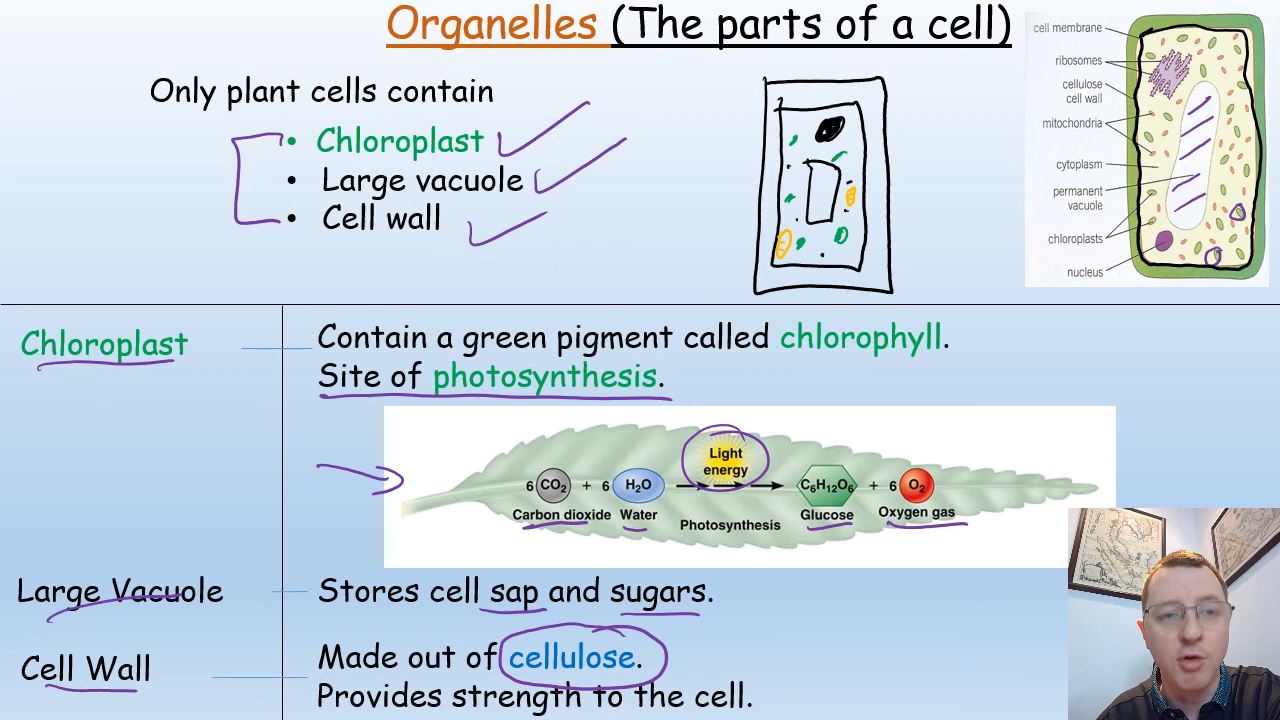 Organelles (The parts of a cell)
Only plant cells contain
• Chloroplast
• Large vacuole
• Cell wall
cell membrane
ribosomes
cellulose
cell wall
mitochondria
cytoplasm
permanent
vacuole
chloroplasts
nucleus
Chloroplast
Contain a green pigment called chlorophyll.
Site of photosynthesis.
Light
energy
6 CO2 + 6 H2O C6H12O6 + 6 O2
Carbon dioxide Water Photosynthesis Glucose Oxygen gas
Large Vacuole
Stores cell sap and sugars.
Cell Wall
Made out of cellulose.
Provides strength to the cell.